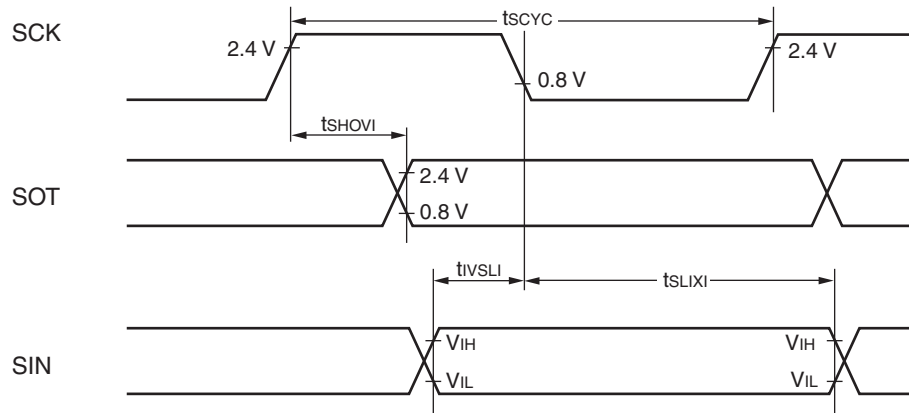 tSCYC
SCK
2.4 V
2.4 V
0.8 V
tSHOVI
SOT
2.4 V
0.8 V
tIVSLI
tSLIXI
SIN
VIH
VIH
VIL
VIL